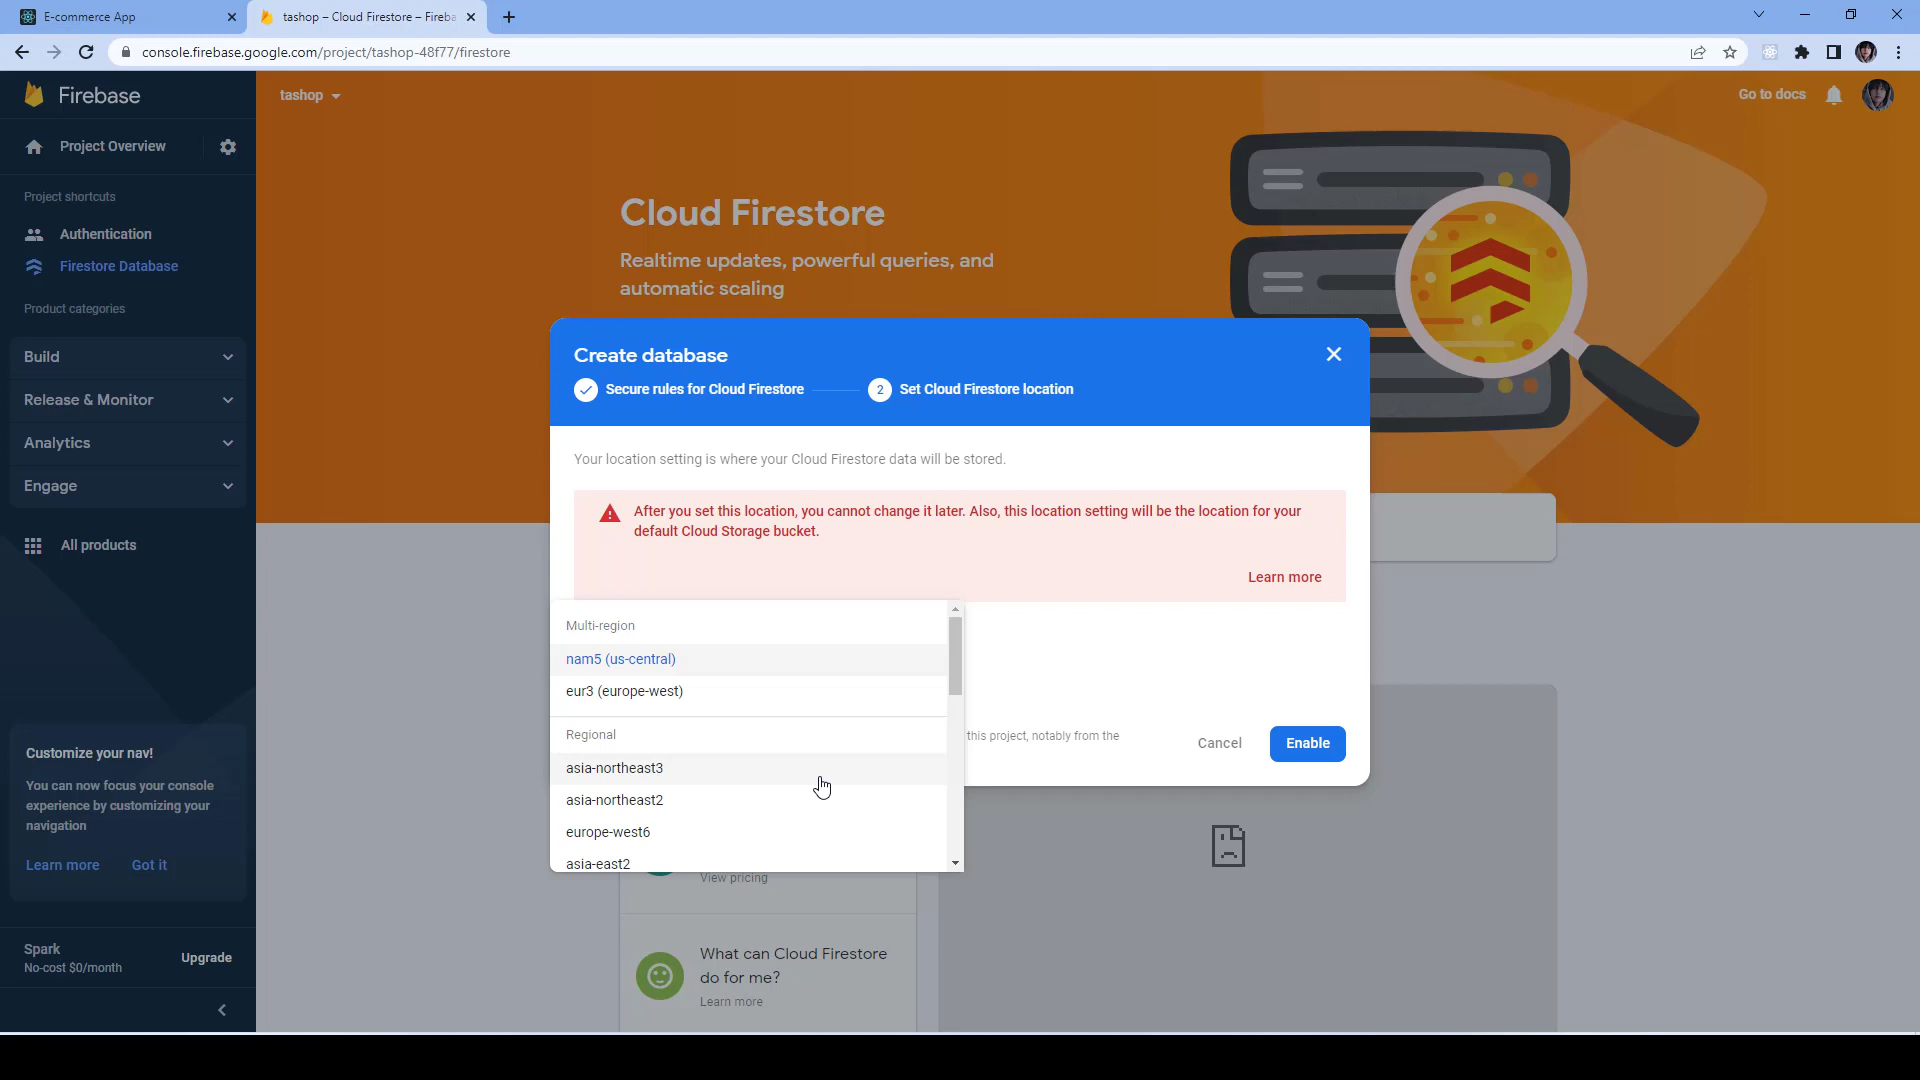 E-commerce App
tashop – Cloud Firestore – Fireba
console.firebase.google.com/project/tashop-48f77/firestore
Firebase
tashop
Go to docs
Project Overview
Project shortcuts
Authentication
Firestore Database
Product categories
Build
Release & Monitor
Analytics
Engage
All products
Customize your nav!
You can now focus your console
experience by customizing your
navigation
Learn more
Got it
Spark
No-cost $0/month
Upgrade
Cloud Firestore
Realtime updates, powerful queries, and
automatic scaling
Create database
Secure rules for Cloud Firestore
2
Set Cloud Firestore location
Your location setting is where your Cloud Firestore data will be stored.
After you set this location, you cannot change it later. Also, this location setting will be the location for your
default Cloud Storage bucket.
Learn more
Multi-region
nam5 (us-central)
eur3 (europe-west)
Regional
asia-northeast3
asia-northeast2
europe-west6
asia-east2
this project, notably from the
Cancel
Enable
View pricing
What can Cloud Firestore
do for me?
Learn more